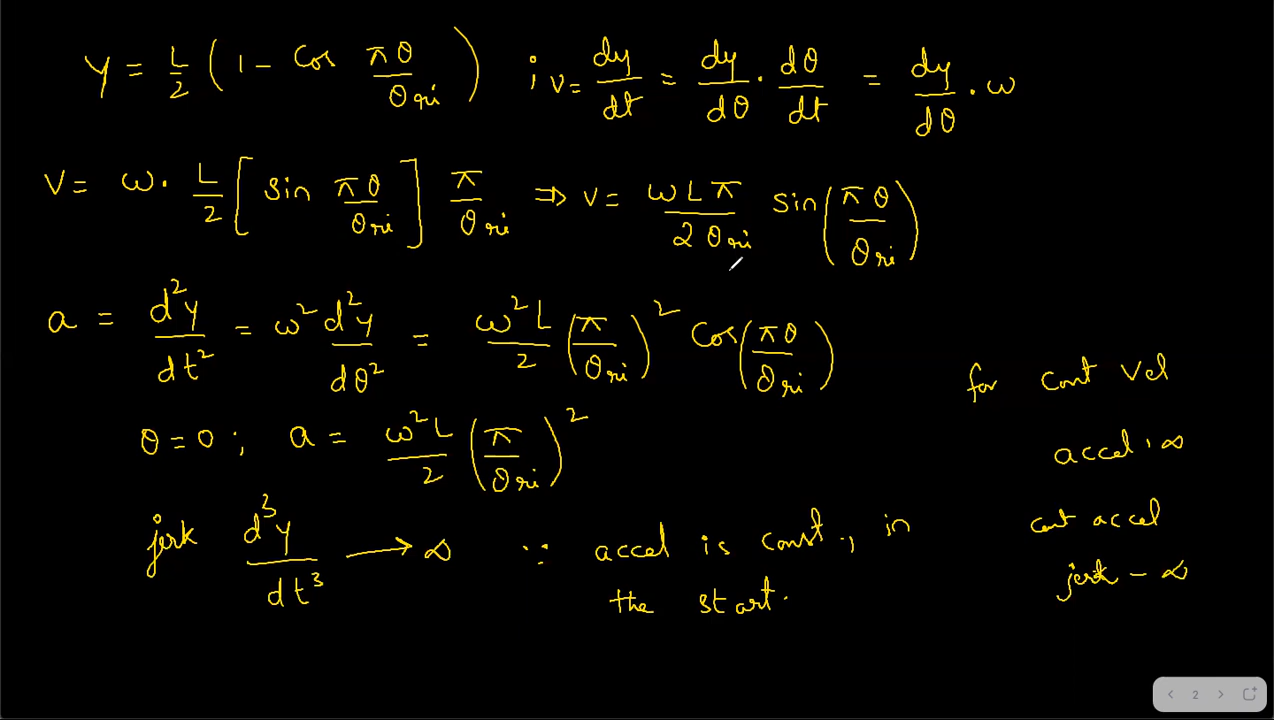 y = L/2 (1 - Cos πθ/θri) ; v = dy/dt = dy/dθ · dθ/dt = dy/dθ · ω
V = ω · L/2 [sin πθ/θri] π/θri ⇒ v = ωLπ/2θri sin(πθ/θri)
a = d²y/dt² = ω² d²y/dθ² = ω²L/2 (π/θri)² Cos(πθ/θri)
for cont Vel
θ = 0 ; a = ω²L/2 (π/θri)²
accel · ∞
jerk d³y/dt³ → ∞ ∵ accel is const., in
the start.
cont accel
jerk - ∞
2